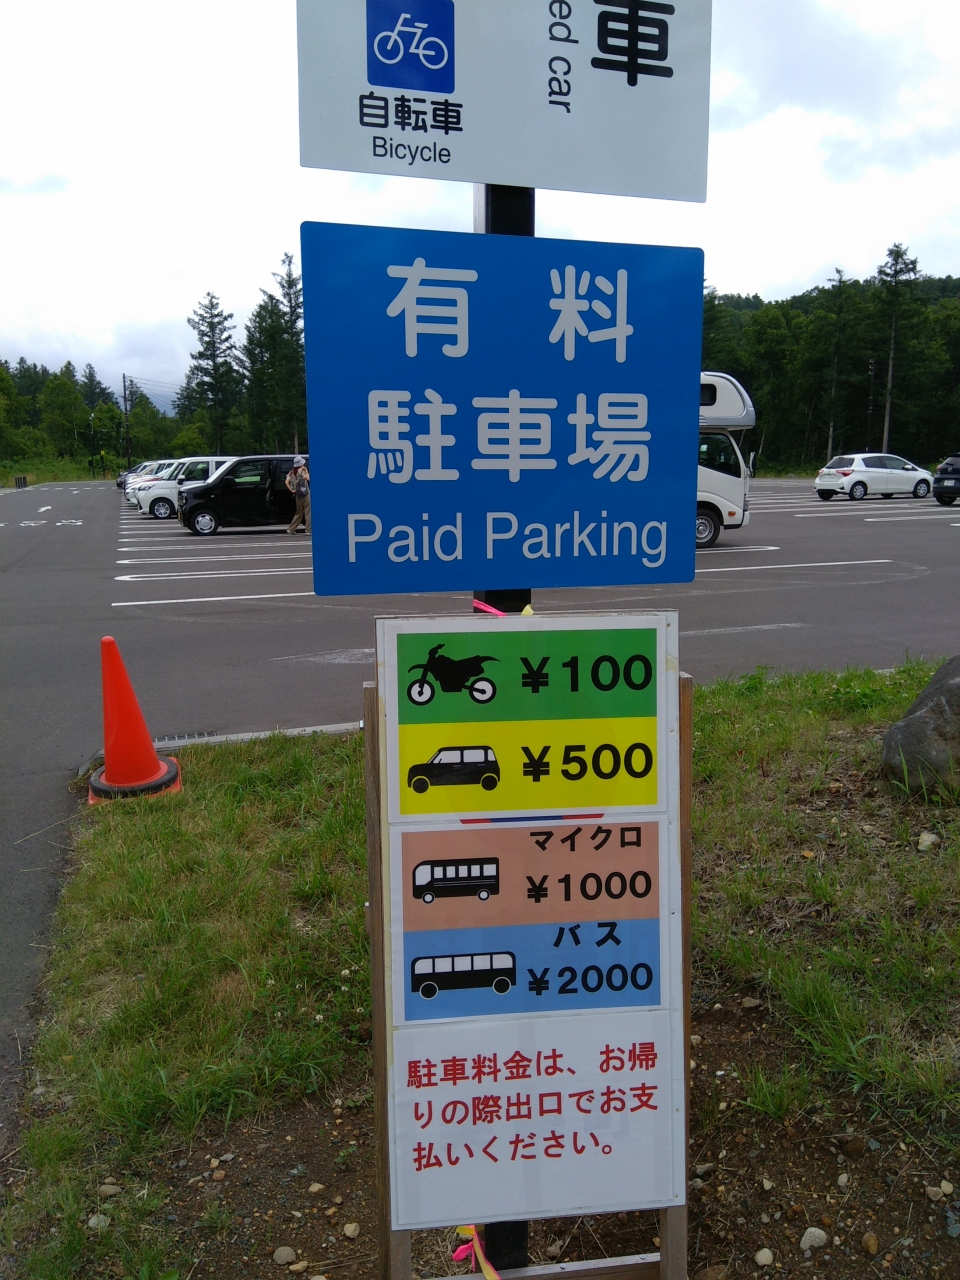 自転車
Bicycle
ed car
車
有料
駐車場
Paid Parking
¥100
¥500
マイクロ
¥1000
バス
¥2000
駐車料金は、お帰
りの際出口でお支
払いください。